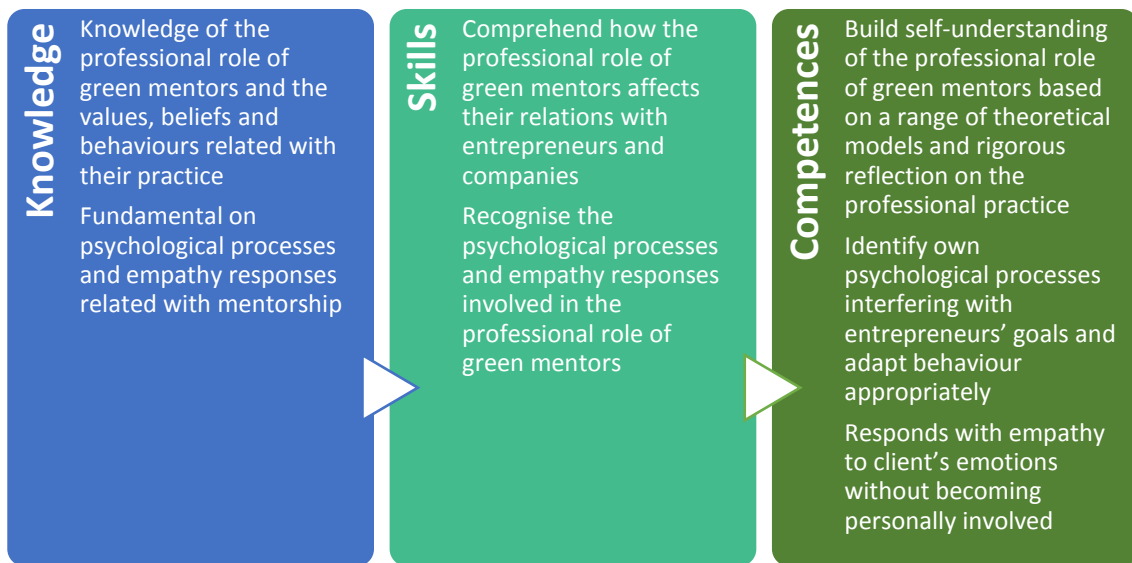 Knowledge
Knowledge of the
professional role of
green mentors and the
values, beliefs and
behaviours related with
their practice
Fundamental on
psychological processes
and empathy responses
related with mentorship
Skills
Comprehend how the
professional role of
green mentors affects
their relations with
entrepreneurs and
companies
Recognise the
psychological processes
and empathy responses
involved in the
professional role of
green mentors
Competences
Build self-understanding
of the professional role
of green mentors based
on a range of theoretical
models and rigorous
reflection on the
professional practice
Identify own
psychological processes
interfering with
entrepreneurs’ goals and
adapt behaviour
appropriately
Responds with empathy
to client’s emotions
without becoming
personally involved